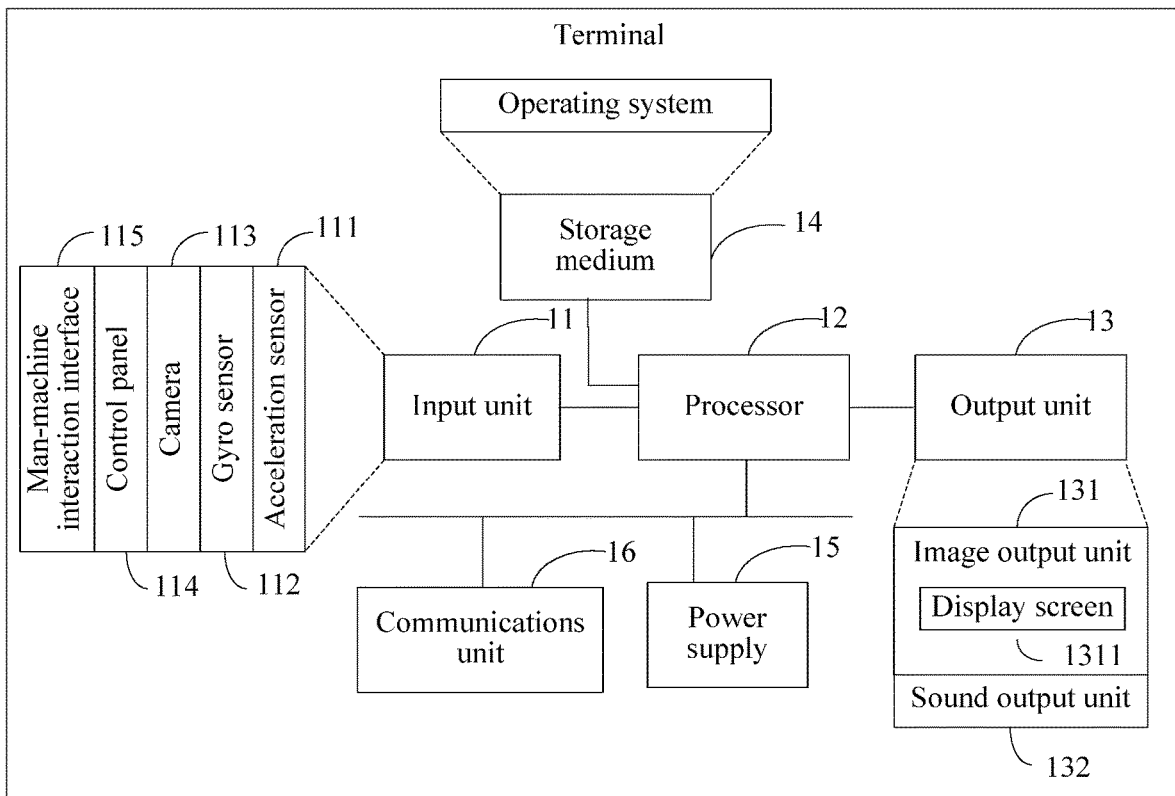 Terminal
Operating system
Storage
medium
14
115
113
111
Man-machine
interaction interface
Control panel
Camera
Gyro sensor
Acceleration sensor
114
112
11
Input unit
12
Processor
13
Output unit
16
Communications
unit
15
Power
supply
131
Image output unit
Display screen
1311
Sound output unit
132